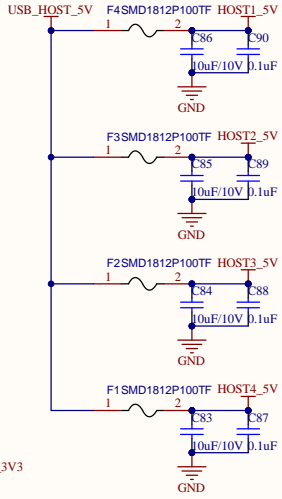 USB_HOST_5V
F4SMD1812P100TF HOST1_5V
1 2
C86 C90
10uF/10V 0.1uF
GND
F3SMD1812P100TF HOST2_5V
1 2
C85 C89
10uF/10V 0.1uF
GND
F2SMD1812P100TF HOST3_5V
1 2
C84 C88
10uF/10V 0.1uF
GND
F1SMD1812P100TF HOST4_5V
1 2
C83 C87
10uF/10V 0.1uF
_3V3
GND